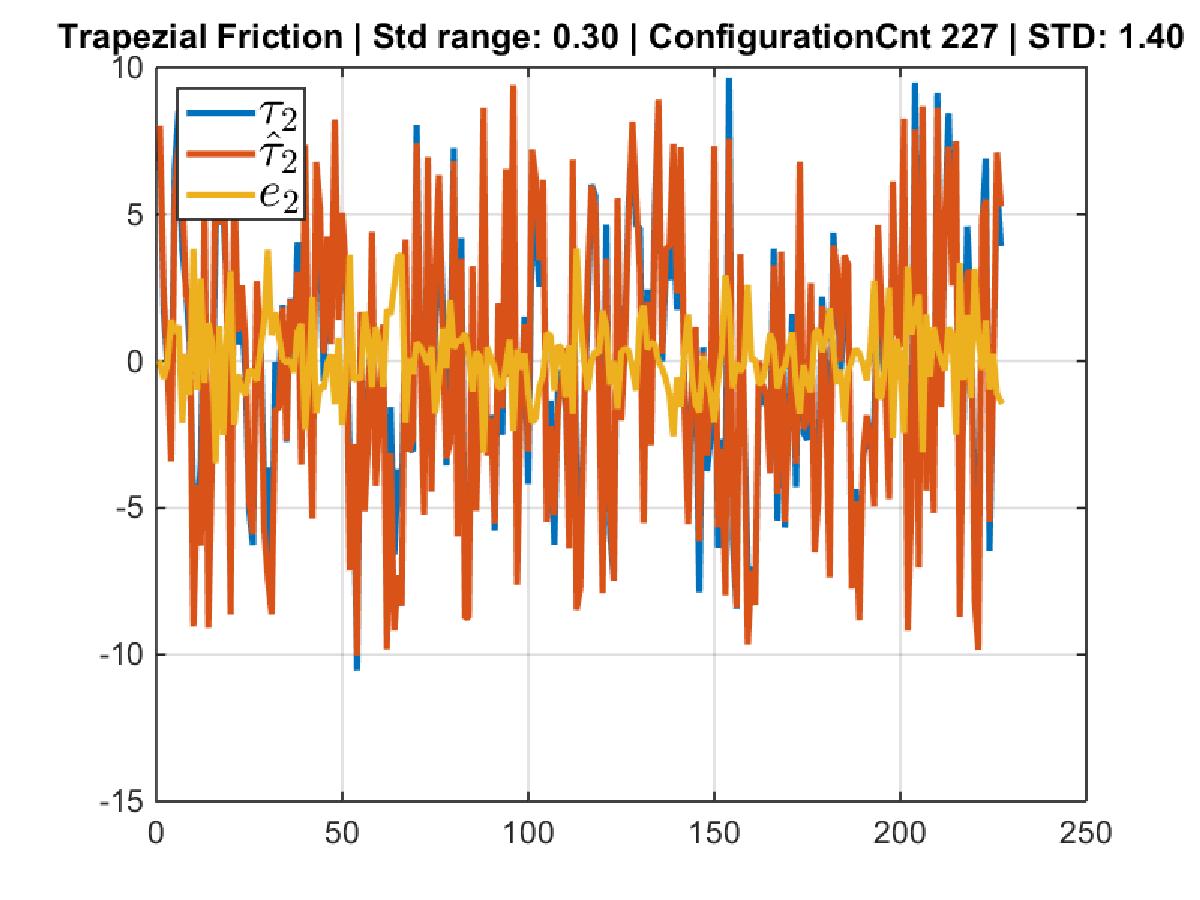 Trapezial Friction | Std range: 0.30 | ConfigurationCnt 227 | STD: 1.40
10
5
0
-5
-10
-15
τ₂
τ̂₂
e₂
0 50 100 150 200 250